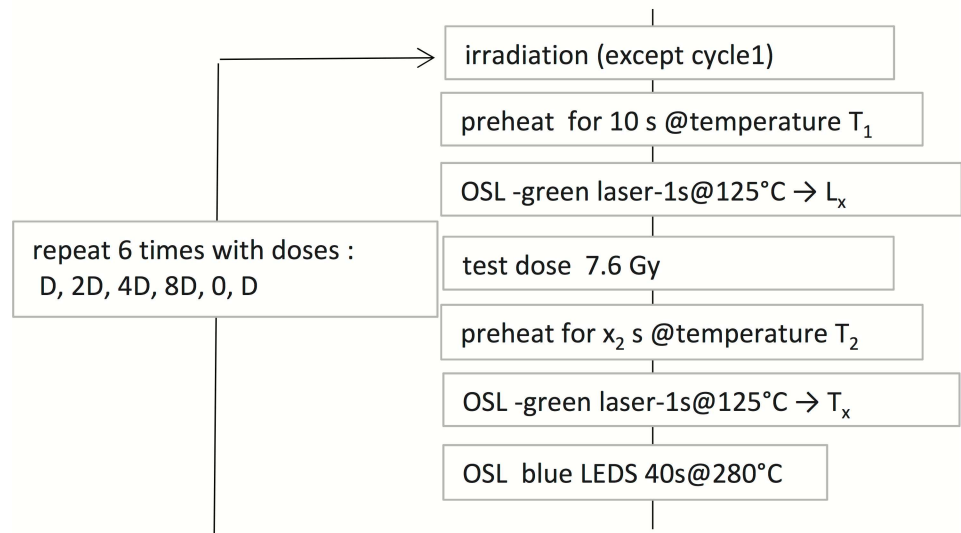 irradiation (except cycle1)
preheat for 10 s @temperature T₁
OSL -green laser-1s@125°C → Lₓ
repeat 6 times with doses :
D, 2D, 4D, 8D, 0, D
test dose 7.6 Gy
preheat for x₂ s @temperature T₂
OSL -green laser-1s@125°C → Tₓ
OSL blue LEDS 40s@280°C